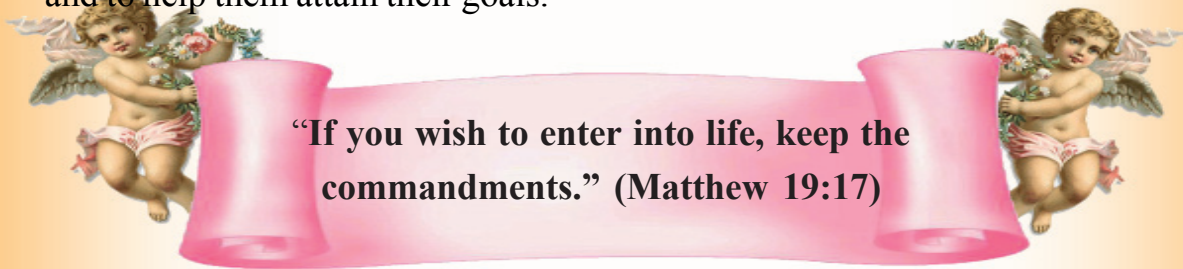 and to help them attain their goals.
“If you wish to enter into life, keep the
commandments.” (Matthew 19:17)